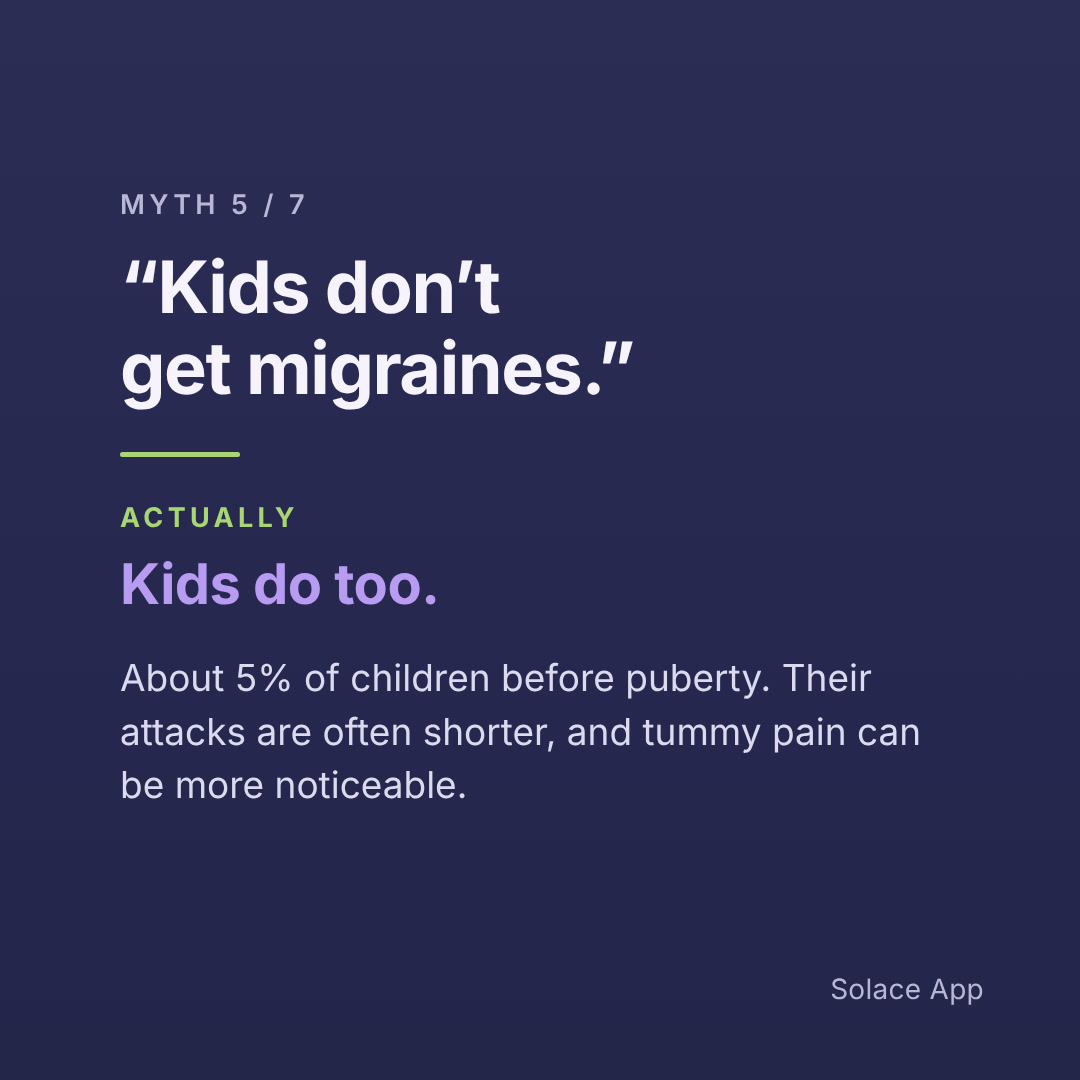 MYTH 5 / 7
“Kids don’t
get migraines.”
ACTUALLY
Kids do too.
About 5% of children before puberty. Their
attacks are often shorter, and tummy pain can
be more noticeable.
Solace App